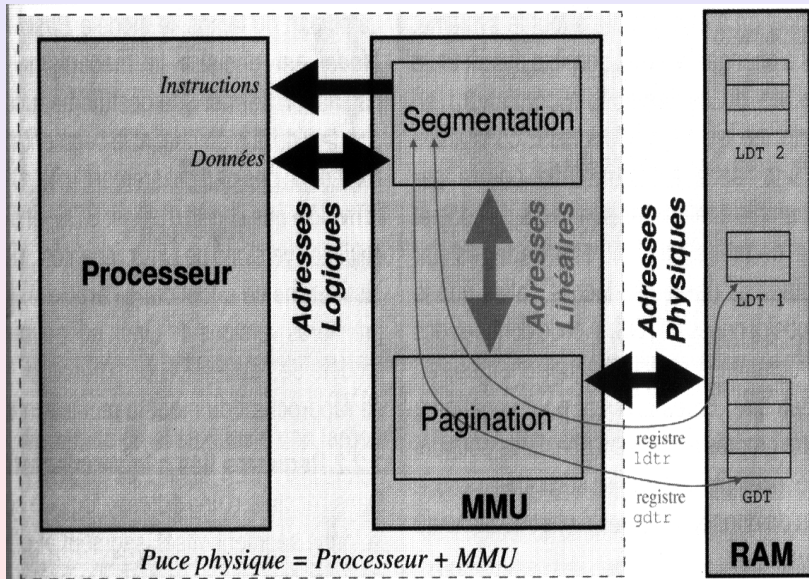 Instructions
Données
Processeur
Adresses
Logiques
Segmentation
Adresses
Linéaires
Pagination
MMU
Adresses
Physiques
registre
ldtr
registre
gdtr
LDT 2
LDT 1
GDT
RAM
Puce physique = Processeur + MMU